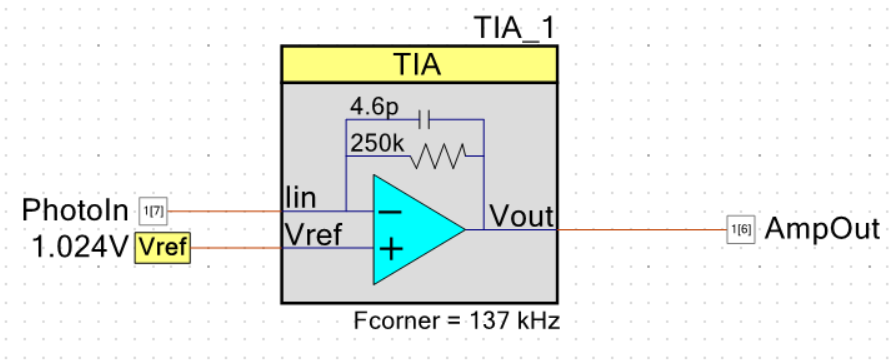 TIA_1
TIA
4.6p
250k
PhotoIn 1[7] Iin
1.024V Vref Vref
−
+
Vout 1[6] AmpOut
Fcorner = 137 kHz